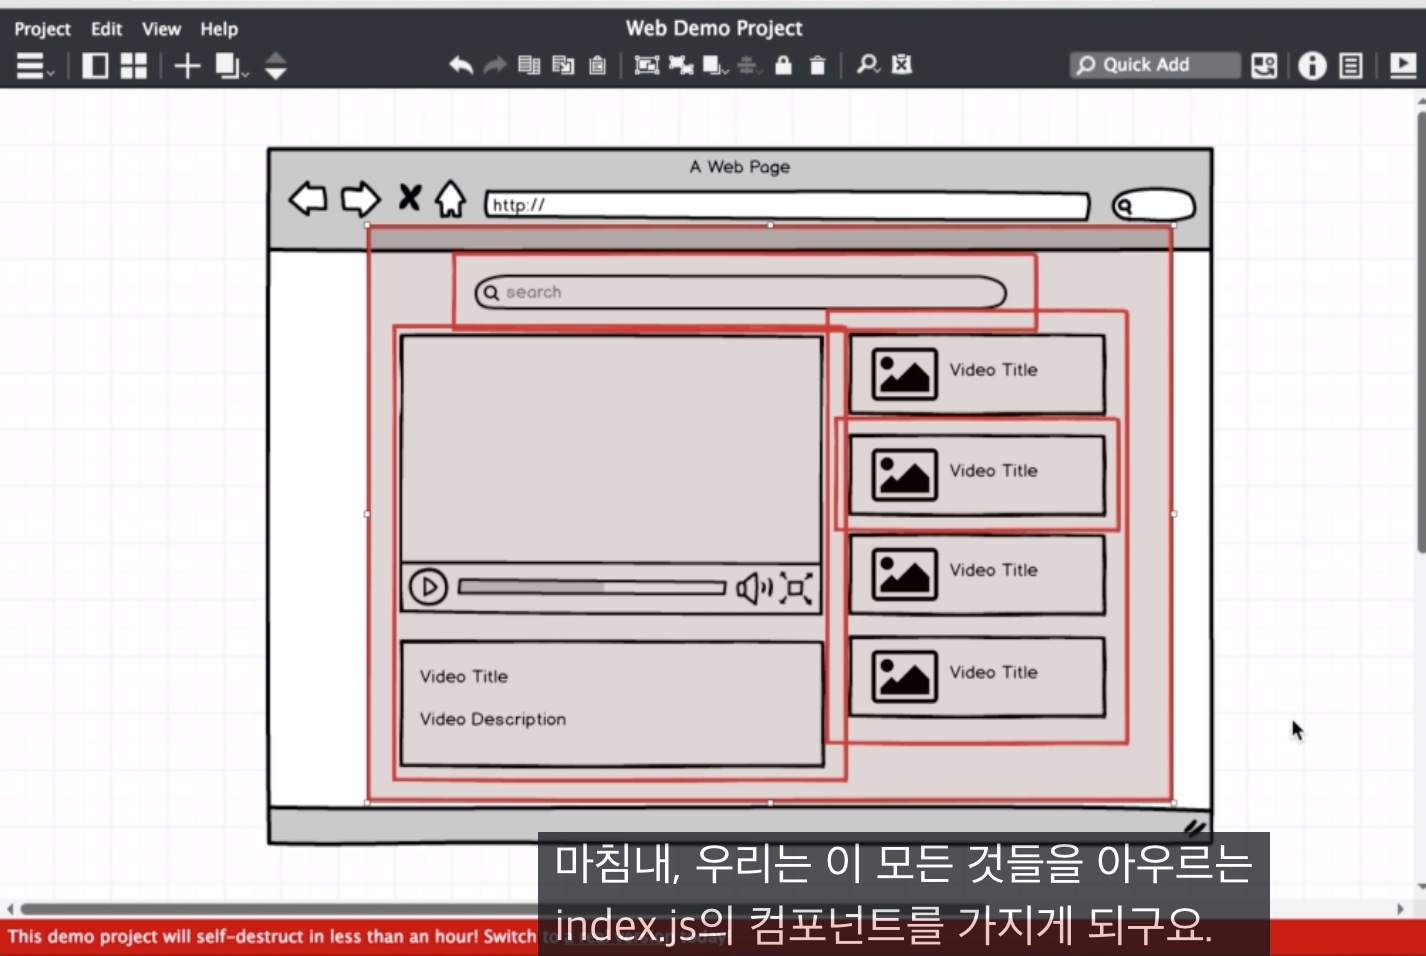 Project Edit View Help
Web Demo Project
Quick Add
A Web Page
http://
search
Video Title
Video Title
Video Title
Video Title
Video Title
Video Description
마침내, 우리는 이 모든 것들을 아우르는
index.js의 컴포넌트를 가지게 되구요.
This demo project will self-destruct in less than an hour! Switch to